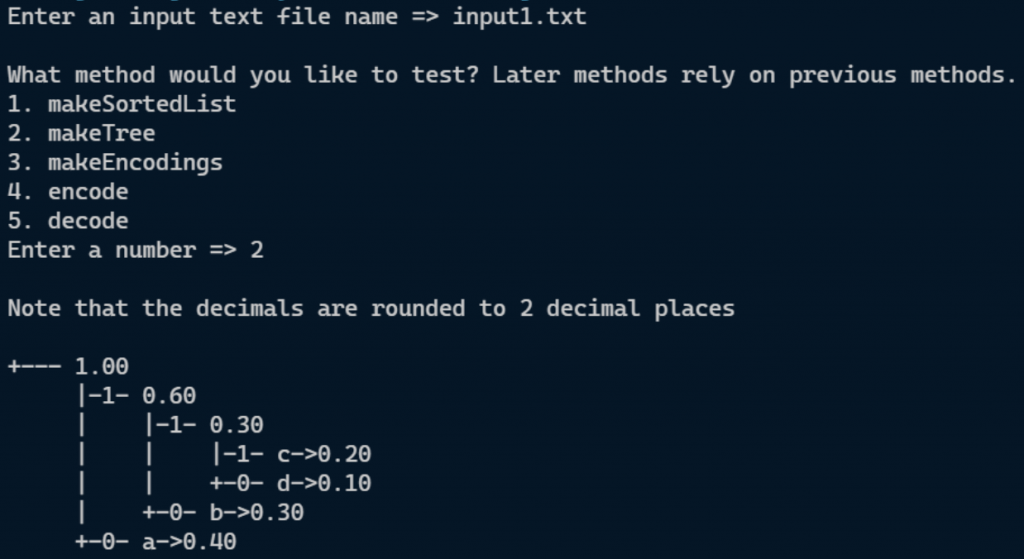 Enter an input text file name => input1.txt
What method would you like to test? Later methods rely on previous methods.
1. makeSortedList
2. makeTree
3. makeEncodings
4. encode
5. decode
Enter a number => 2
Note that the decimals are rounded to 2 decimal places
+--- 1.00
     |-1- 0.60
     |    |-1- 0.30
     |    |    |-1- c->0.20
     |    |    +-0- d->0.10
     |    +-0- b->0.30
     +-0- a->0.40